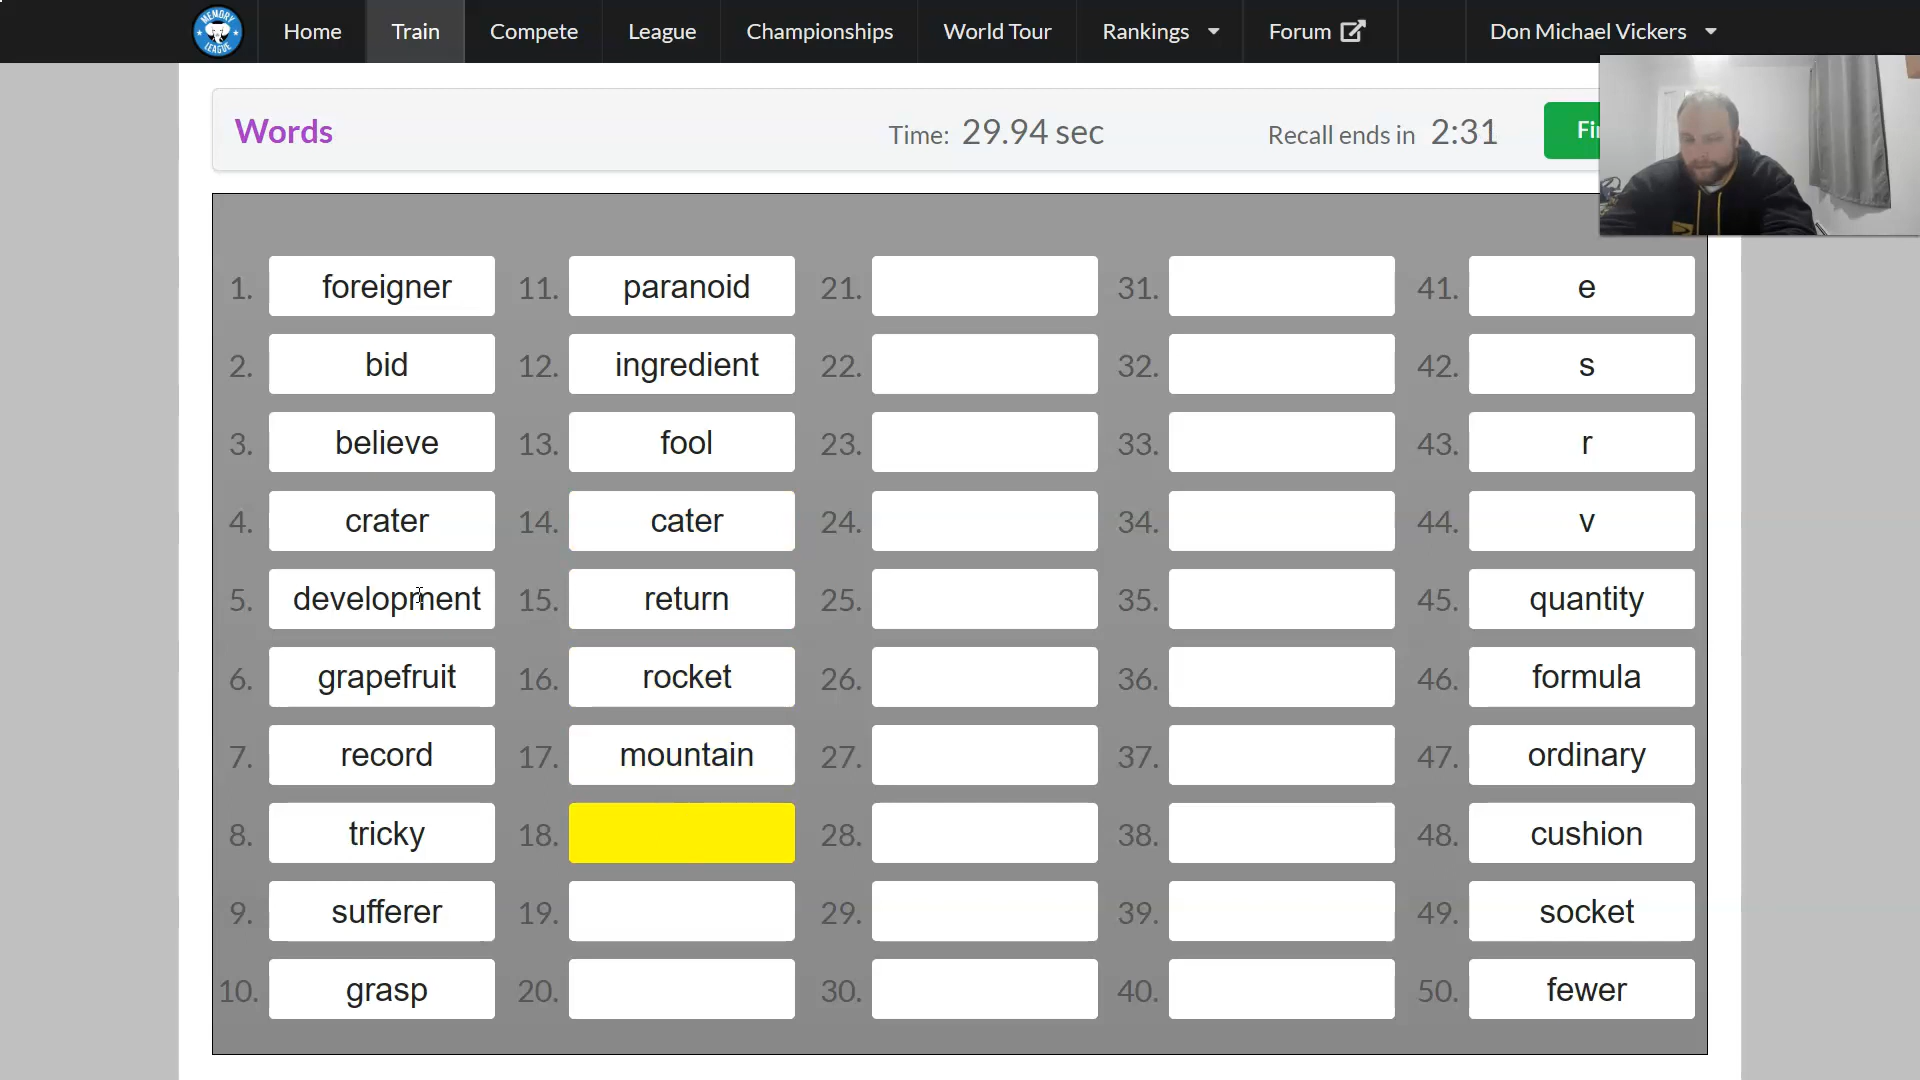 MEMORY LEAGUE
Home Train Compete League Championships World Tour Rankings Forum Don Michael Vickers
Words Time: 29.94 sec Recall ends in 2:31
1. foreigner 11. paranoid 21. 31. 41. e
2. bid 12. ingredient 22. 32. 42. s
3. believe 13. fool 23. 33. 43. r
4. crater 14. cater 24. 34. 44. v
5. development 15. return 25. 35. 45. quantity
6. grapefruit 16. rocket 26. 36. 46. formula
7. record 17. mountain 27. 37. 47. ordinary
8. tricky 18. 28. 38. 48. cushion
9. sufferer 19. 29. 39. 49. socket
10. grasp 20. 30. 40. 50. fewer